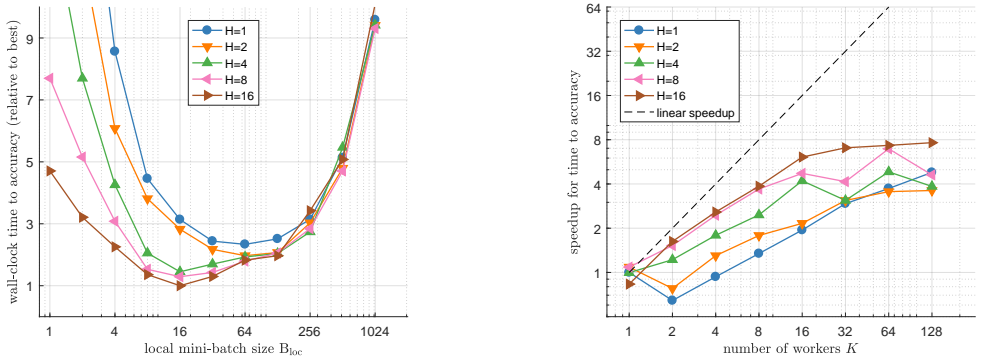 wall-clock time to accuracy (relative to best)
9
7
5
3
1
H=1
H=2
H=4
H=8
H=16
1 4 16 64 256 1024
local mini-batch size B_loc
speedup for time to accuracy
64
32
16
8
4
2
1
H=1
H=2
H=4
H=8
H=16
linear speedup
1 2 4 8 16 32 64 128
number of workers K